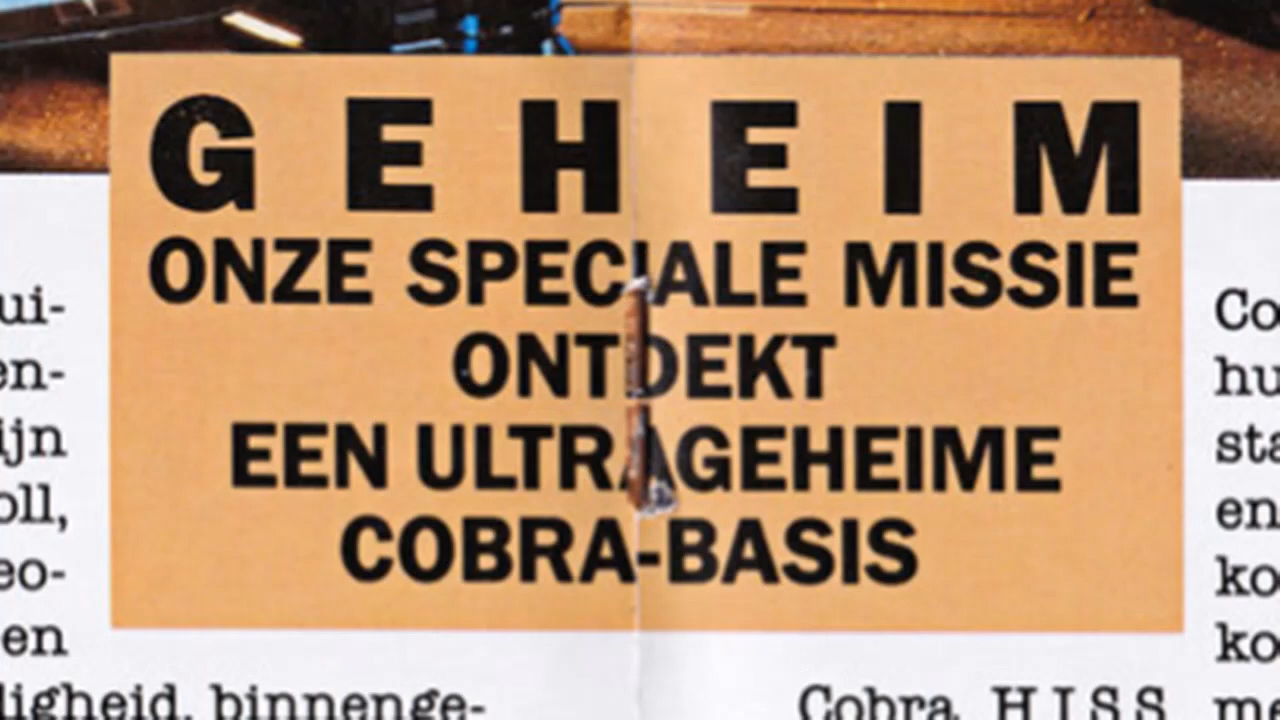 GEHEIM
ONZE SPECIALE MISSIE
ONTDEKT
EEN ULTRAGEHEIME
COBRA-BASIS
ui-
en-
ijn
oll,
eo-
en
ligheid, binnenge-
Cobra H.I.S.S.
Co
hu
sta
en
ko
ko
me